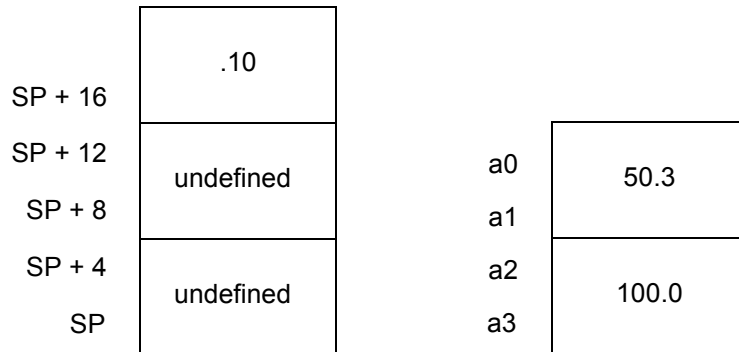 .10
SP + 16
SP + 12
undefined
SP + 8
SP + 4
undefined
SP
a0
50.3
a1
a2
100.0
a3